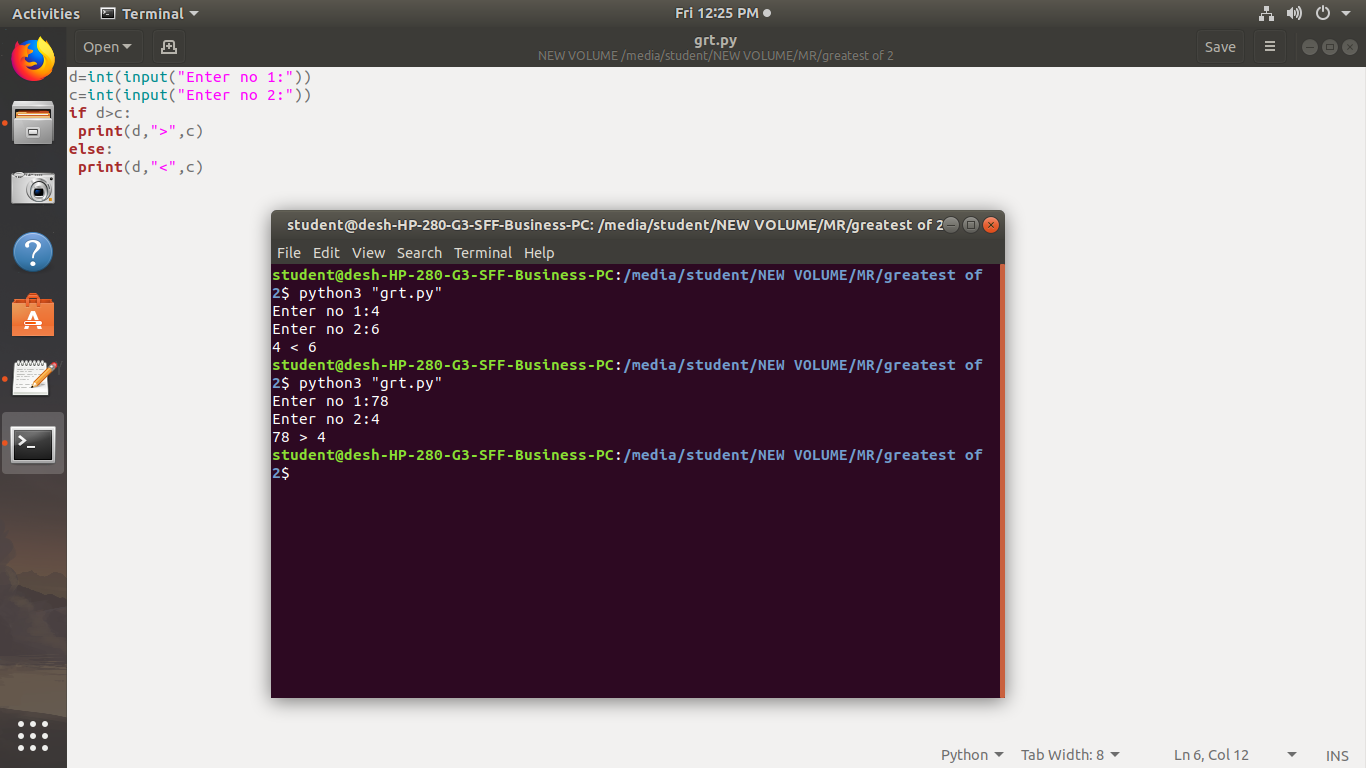 Activities Terminal Fri 12:25 PM
Open grt.py Save
NEW VOLUME /media/student/NEW VOLUME/MR/greatest of 2
d=int(input("Enter no 1:"))
c=int(input("Enter no 2:"))
if d>c:
 print(d,">",c)
else:
 print(d,"<",c)
student@desh-HP-280-G3-SFF-Business-PC: /media/student/NEW VOLUME/MR/greatest of 2
File Edit View Search Terminal Help
student@desh-HP-280-G3-SFF-Business-PC:/media/student/NEW VOLUME/MR/greatest of
2$ python3 "grt.py"
Enter no 1:4
Enter no 2:6
4 < 6
student@desh-HP-280-G3-SFF-Business-PC:/media/student/NEW VOLUME/MR/greatest of
2$ python3 "grt.py"
Enter no 1:78
Enter no 2:4
78 > 4
student@desh-HP-280-G3-SFF-Business-PC:/media/student/NEW VOLUME/MR/greatest of
2$
Python Tab Width: 8 Ln 6, Col 12 INS